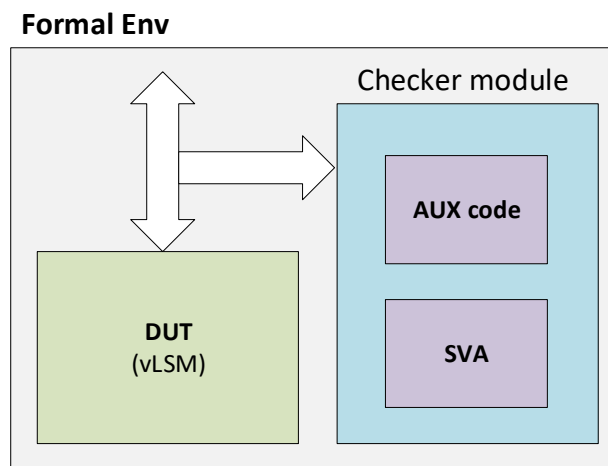 Formal Env
Checker module
AUX code
DUT
(vLSM)
SVA